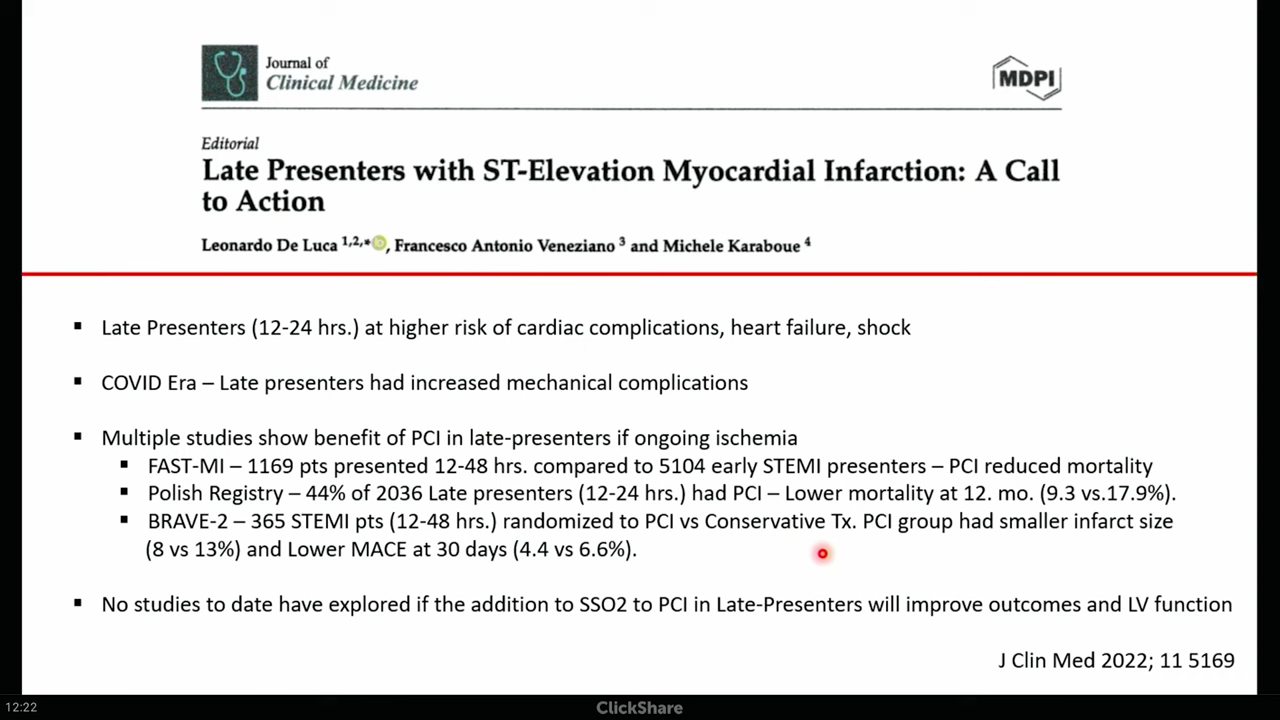 Journal of
Clinical Medicine
MDPI
Editorial
Late Presenters with ST-Elevation Myocardial Infarction: A Call
to Action
Leonardo De Luca 1,2,*, Francesco Antonio Veneziano 3 and Michele Karaboue 4
▪ Late Presenters (12-24 hrs.) at higher risk of cardiac complications, heart failure, shock
▪ COVID Era – Late presenters had increased mechanical complications
▪ Multiple studies show benefit of PCI in late-presenters if ongoing ischemia
▪ FAST-MI – 1169 pts presented 12-48 hrs. compared to 5104 early STEMI presenters – PCI reduced mortality
▪ Polish Registry – 44% of 2036 Late presenters (12-24 hrs.) had PCI – Lower mortality at 12. mo. (9.3 vs.17.9%).
▪ BRAVE-2 – 365 STEMI pts (12-48 hrs.) randomized to PCI vs Conservative Tx. PCI group had smaller infarct size
(8 vs 13%) and Lower MACE at 30 days (4.4 vs 6.6%).
▪ No studies to date have explored if the addition to SSO2 to PCI in Late-Presenters will improve outcomes and LV function
J Clin Med 2022; 11 5169
12:22
ClickShare